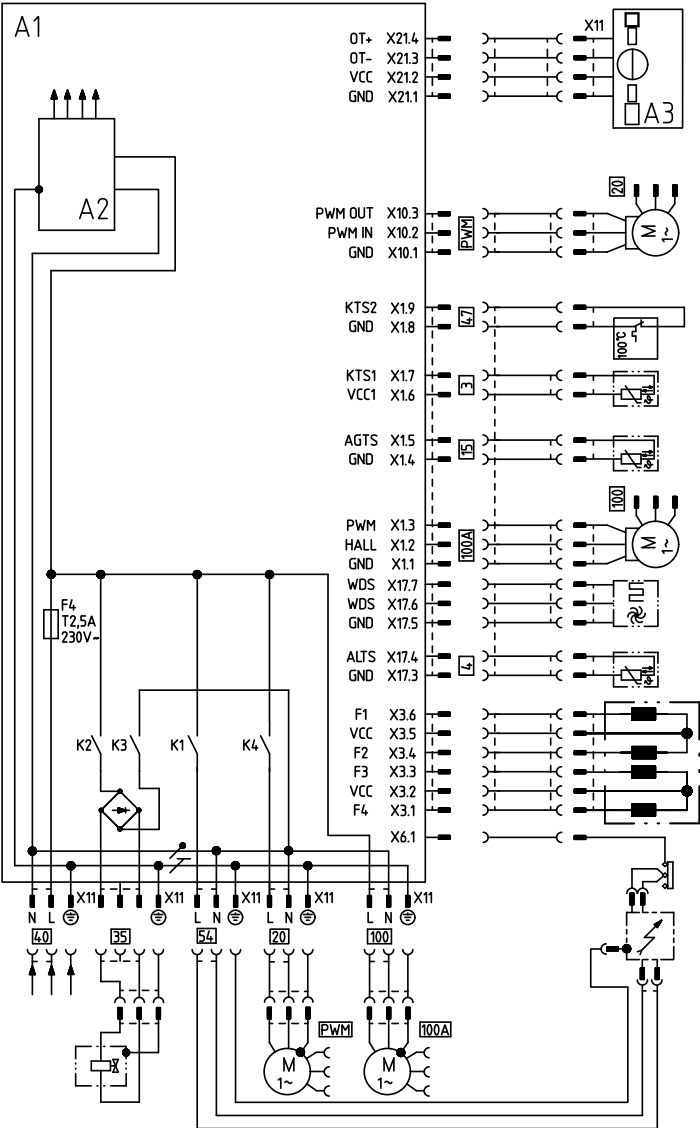 A1
OT+ X21.4
OT- X21.3
VCC X21.2
GND X21.1
X11
A3
A2
PWM OUT X10.3
PWM IN X10.2
GND X10.1
PWM
20
M
1~
KTS2 X1.9
GND X1.8
47
100°C
KTS1 X1.7
VCC1 X1.6
3
AGTS X1.5
GND X1.4
15
PWM X1.3
HALL X1.2
GND X1.1
100A
100
M
1~
WDS X17.7
WDS X17.6
GND X17.5
ALTS X17.4
GND X17.3
4
F4
T2,5A
230V~
F1 X3.6
VCC X3.5
F2 X3.4
F3 X3.3
VCC X3.2
F4 X3.1
X6.1
K2 K3 K1 K4
X11 X11 X11 X11 X11
N L L N L N L N
40 35 54 20 100
PWM 100A
M M
1~ 1~